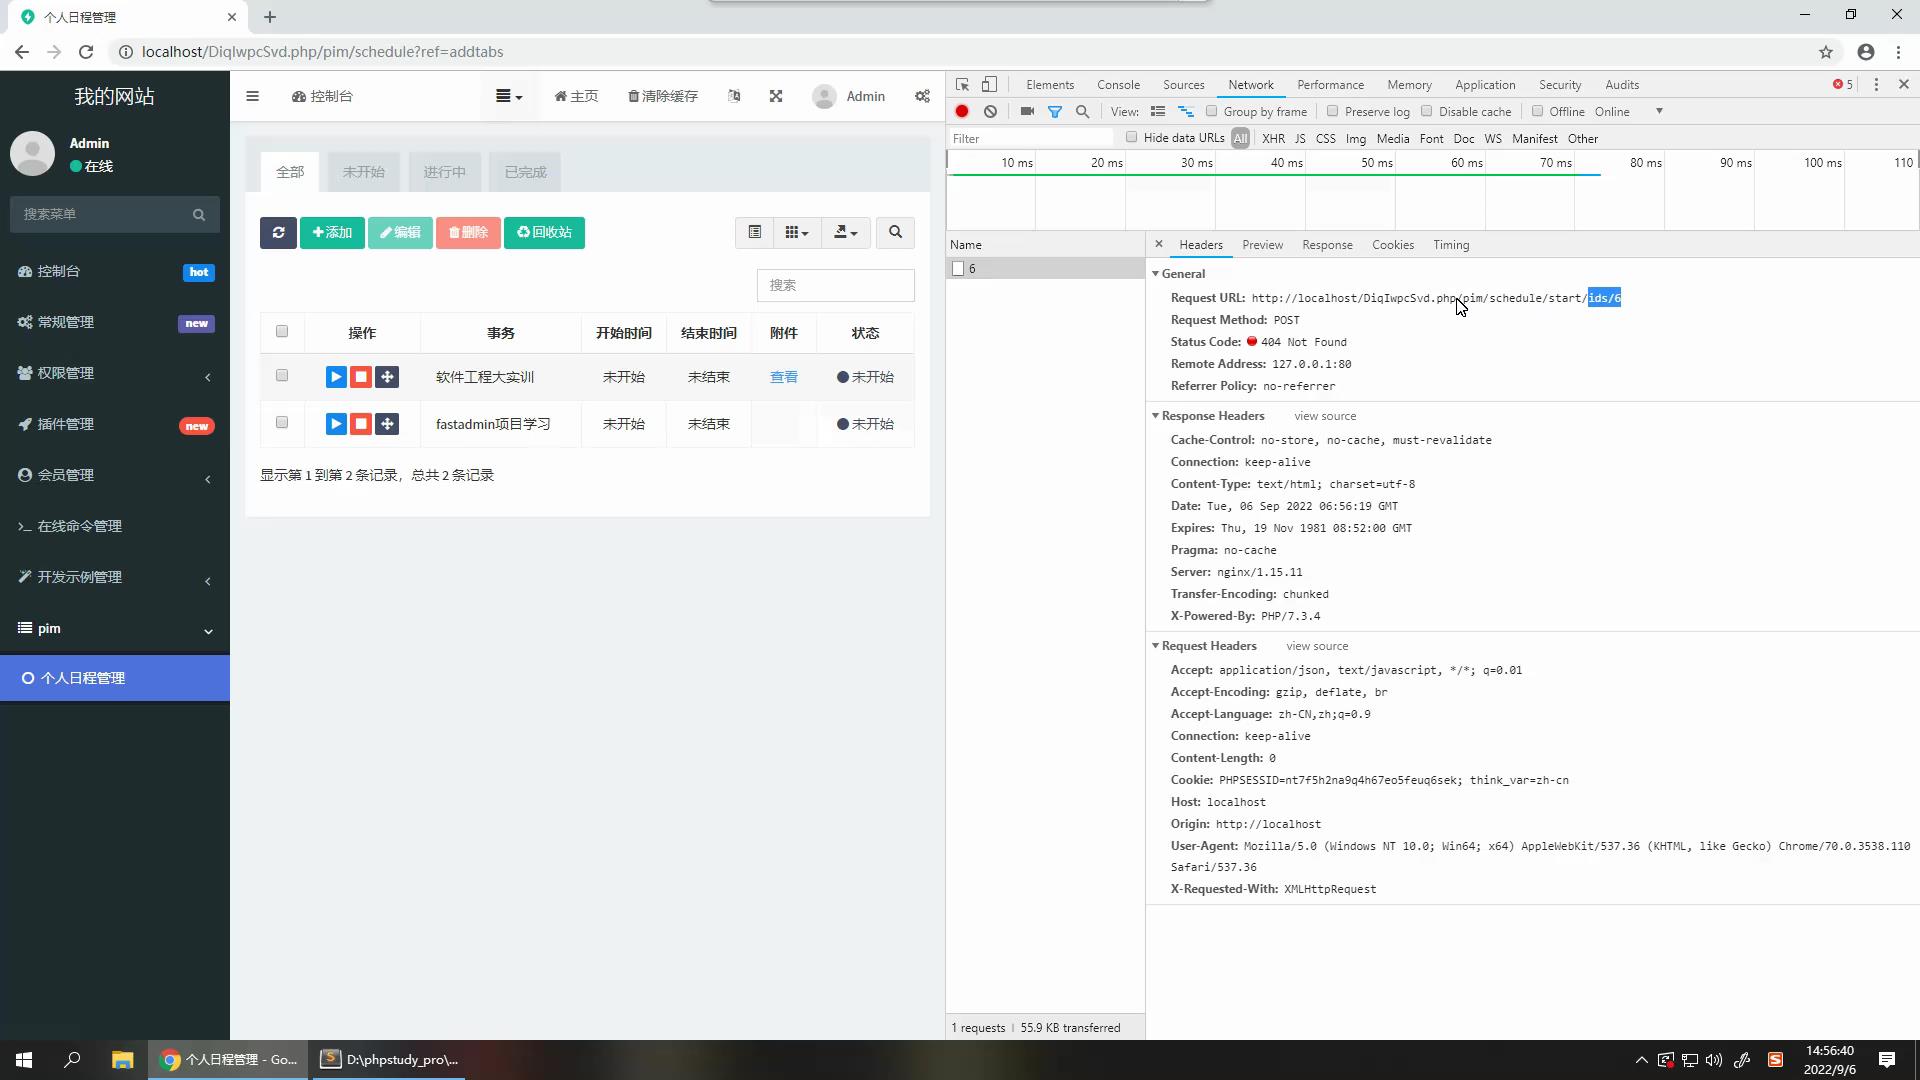 个人日程管理
localhost/DiqIwpcSvd.php/pim/schedule?ref=addtabs
我的网站
Admin
在线
搜索菜单
控制台 hot
常规管理 new
权限管理
插件管理 new
会员管理
在线命令管理
开发示例管理
pim
个人日程管理
控制台
主页
清除缓存
Admin
全部
未开始
进行中
已完成
添加
编辑
删除
回收站
搜索
操作 事务 开始时间 结束时间 附件 状态
软件工程大实训 未开始 未结束 查看 未开始
fastadmin项目学习 未开始 未结束 未开始
显示第 1 到第 2 条记录，总共 2 条记录
Elements Console Sources Network Performance Memory Application Security Audits 5
View: Group by frame Preserve log Disable cache Offline Online
Filter Hide data URLs All XHR JS CSS Img Media Font Doc WS Manifest Other
10 ms 20 ms 30 ms 40 ms 50 ms 60 ms 70 ms 80 ms 90 ms 100 ms 110
Name
6
Headers Preview Response Cookies Timing
General
Request URL: http://localhost/DiqIwpcSvd.php/pim/schedule/start/ids/6
Request Method: POST
Status Code: 404 Not Found
Remote Address: 127.0.0.1:80
Referrer Policy: no-referrer
Response Headers view source
Cache-Control: no-store, no-cache, must-revalidate
Connection: keep-alive
Content-Type: text/html; charset=utf-8
Date: Tue, 06 Sep 2022 06:56:19 GMT
Expires: Thu, 19 Nov 1981 08:52:00 GMT
Pragma: no-cache
Server: nginx/1.15.11
Transfer-Encoding: chunked
X-Powered-By: PHP/7.3.4
Request Headers view source
Accept: application/json, text/javascript, */*; q=0.01
Accept-Encoding: gzip, deflate, br
Accept-Language: zh-CN,zh;q=0.9
Connection: keep-alive
Content-Length: 0
Cookie: PHPSESSID=nt7f5h2na9q4h67eo5feuq6sek; think_var=zh-cn
Host: localhost
Origin: http://localhost
User-Agent: Mozilla/5.0 (Windows NT 10.0; Win64; x64) AppleWebKit/537.36 (KHTML, like Gecko) Chrome/70.0.3538.110
Safari/537.36
X-Requested-With: XMLHttpRequest
1 requests | 55.9 KB transferred
个人日程管理 - Go...
D:\phpstudy_pro\...
14:56:40
2022/9/6